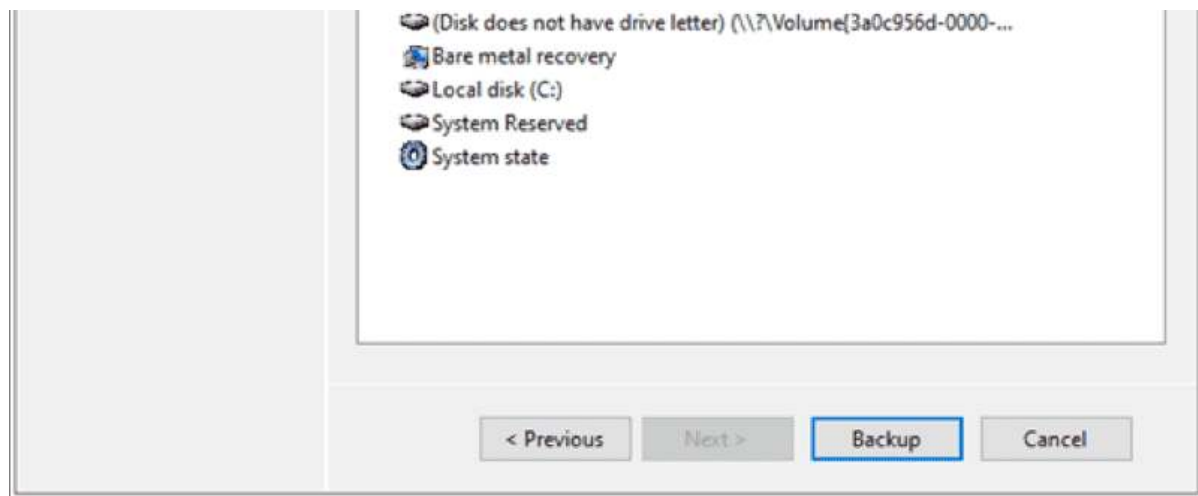 (Disk does not have drive letter) (\\?\Volume{3a0c956d-0000-...
Bare metal recovery
Local disk (C:)
System Reserved
System state
< Previous
Next >
Backup
Cancel